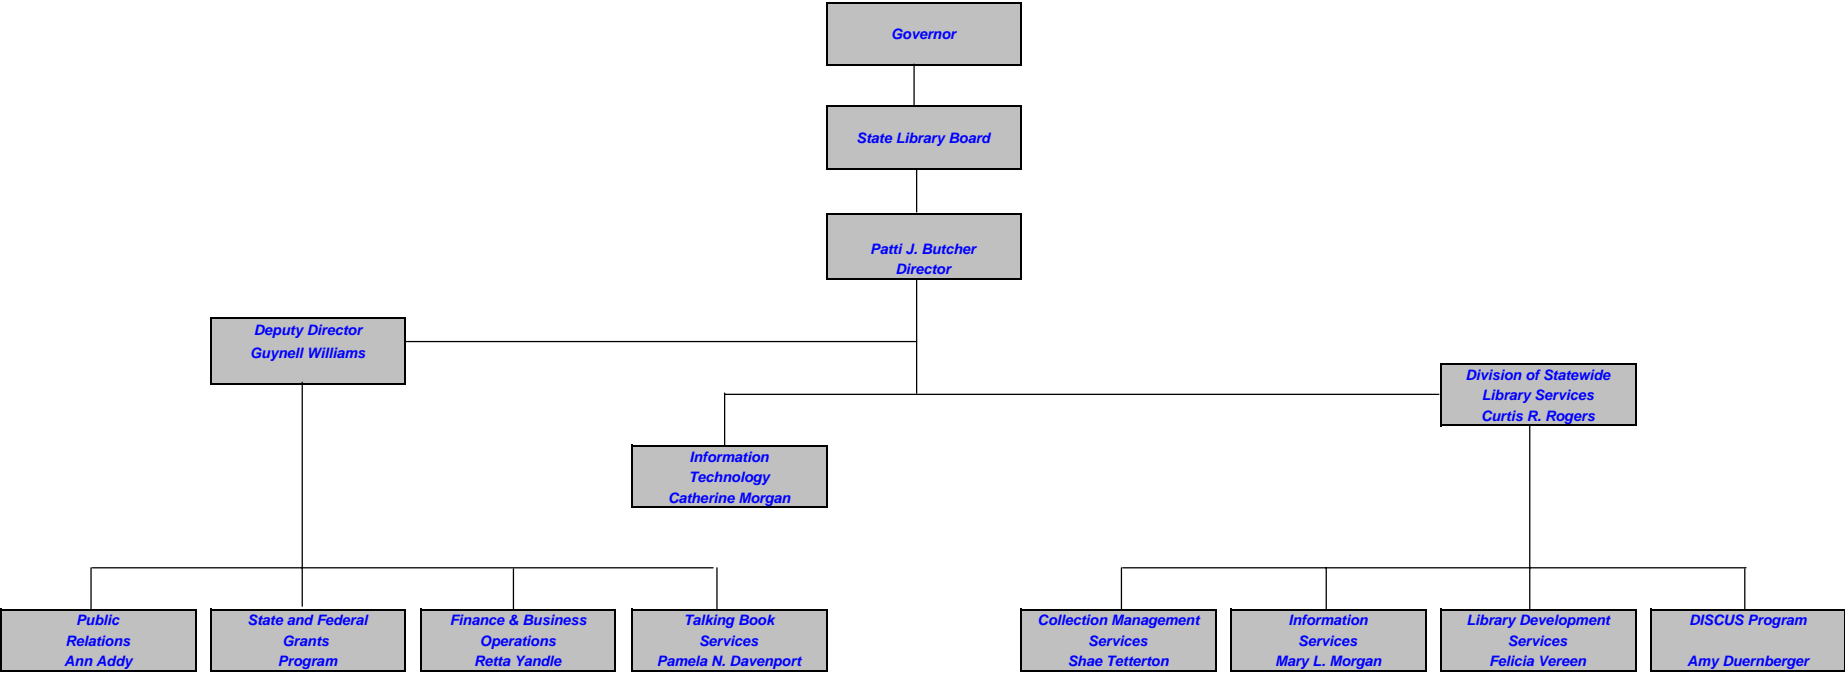 Governor
State Library Board
Patti J. Butcher
Director
Deputy Director
Guynell Williams
Division of Statewide
Library Services
Curtis R. Rogers
Information
Technology
Catherine Morgan
Public
Relations
Ann Addy
State and Federal
Grants
Program
Finance & Business
Operations
Retta Yandle
Talking Book
Services
Pamela N. Davenport
Collection Management
Services
Shae Tetterton
Information
Services
Mary L. Morgan
Library Development
Services
Felicia Vereen
DISCUS Program
Amy Duernberger